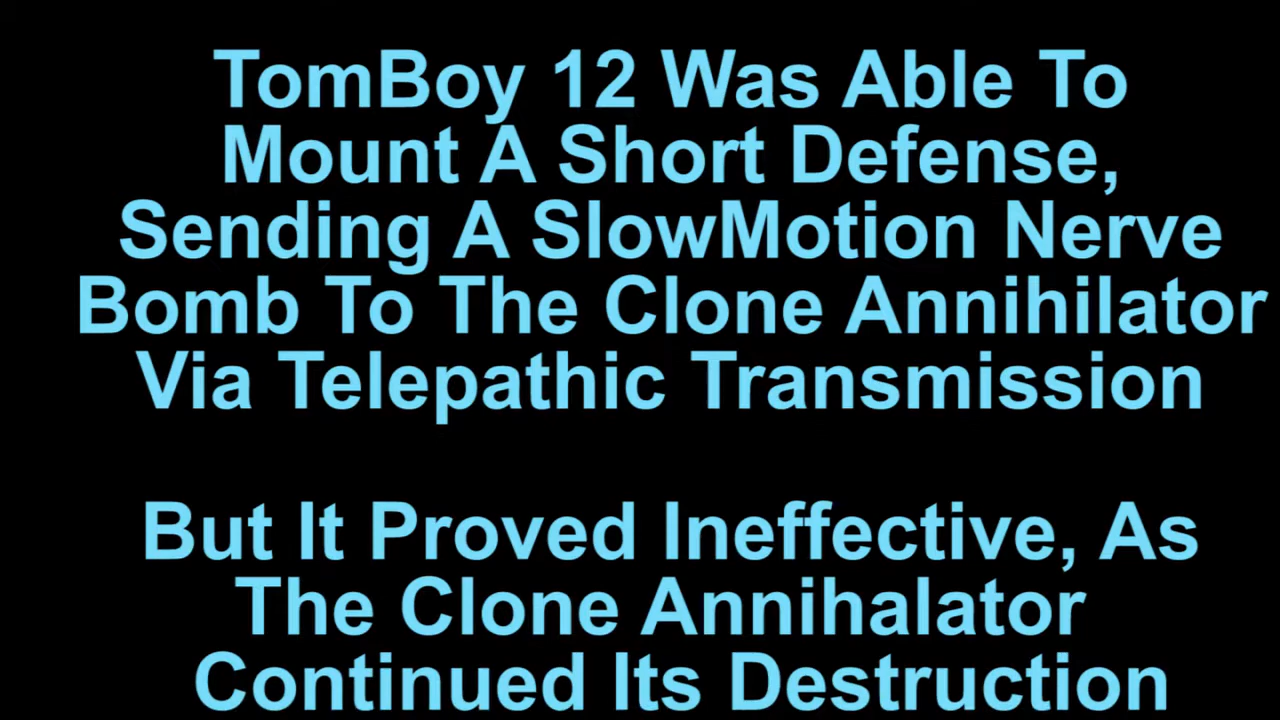 TomBoy 12 Was Able To
Mount A Short Defense,
Sending A SlowMotion Nerve
Bomb To The Clone Annihilator
Via Telepathic Transmission
But It Proved Ineffective, As
The Clone Annihalator
Continued Its Destruction